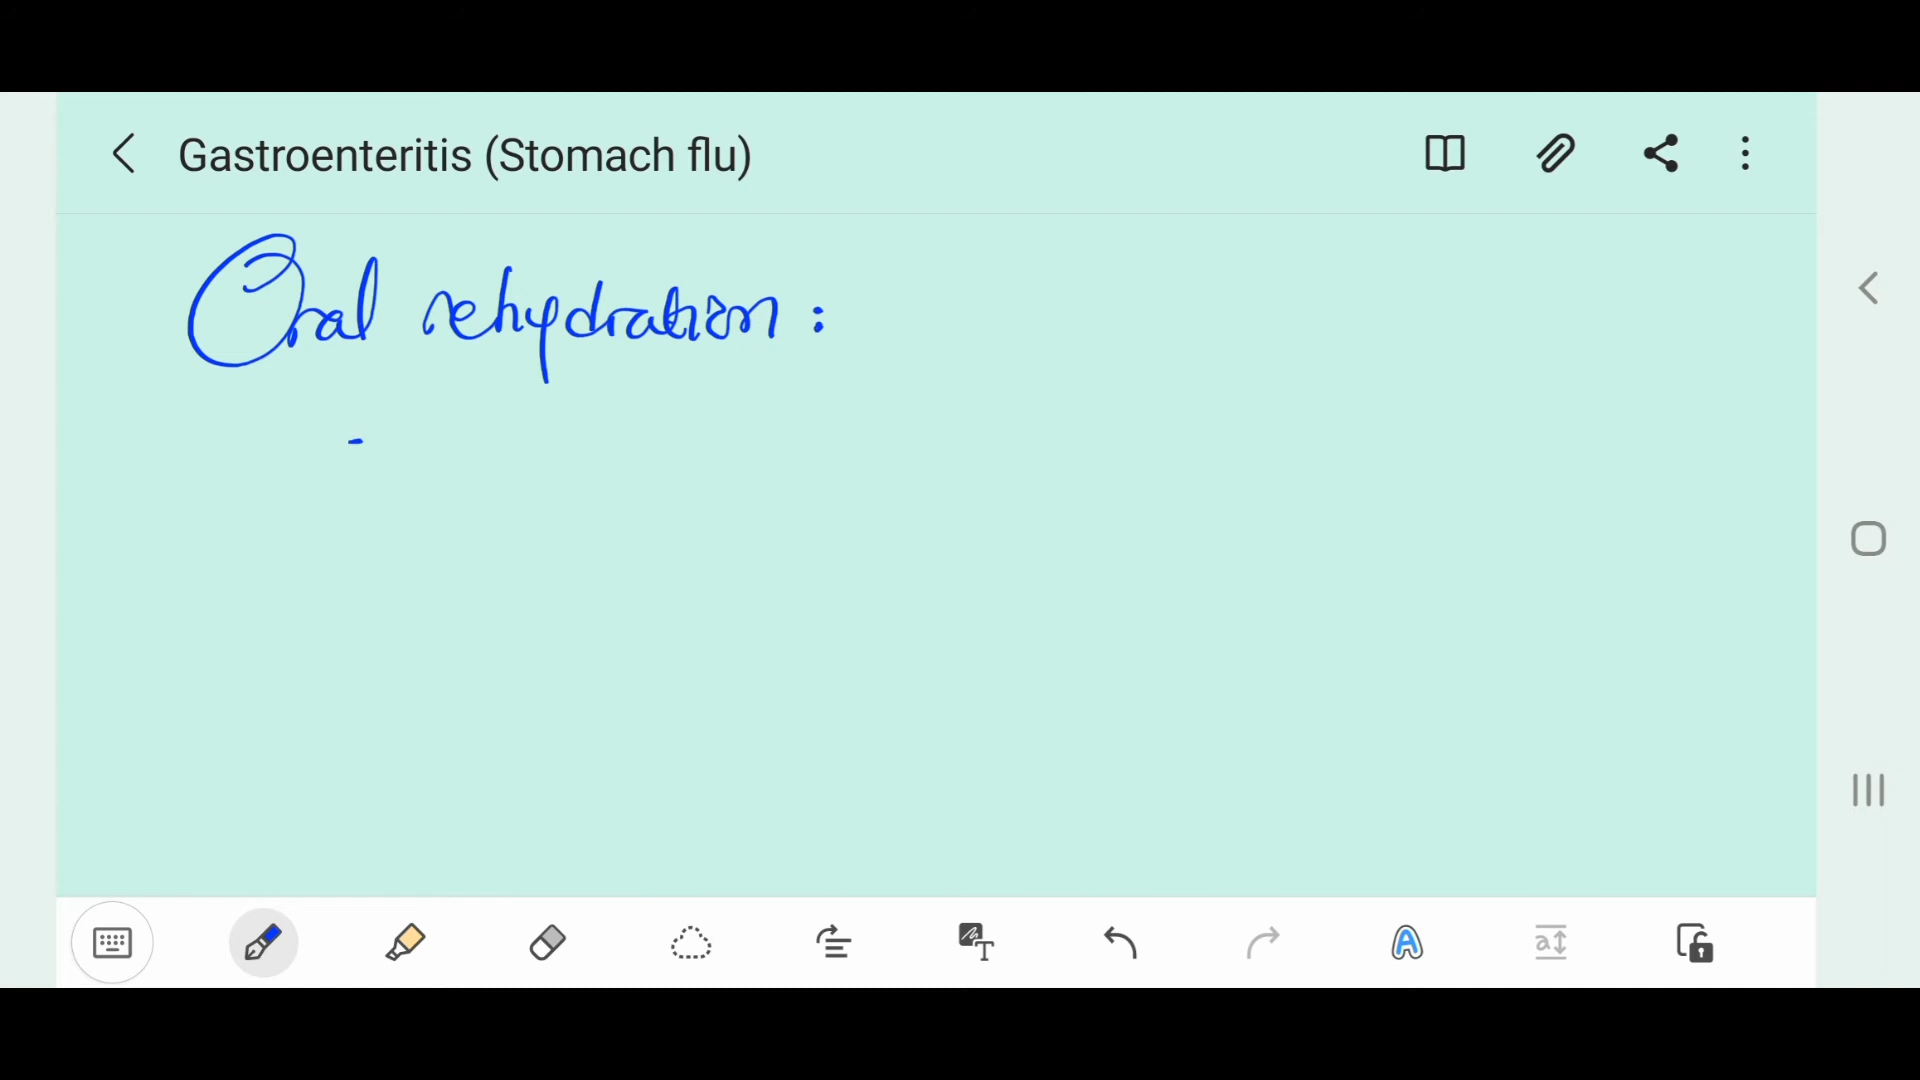 Gastroenteritis (Stomach flu)
Oral rehydration :
-